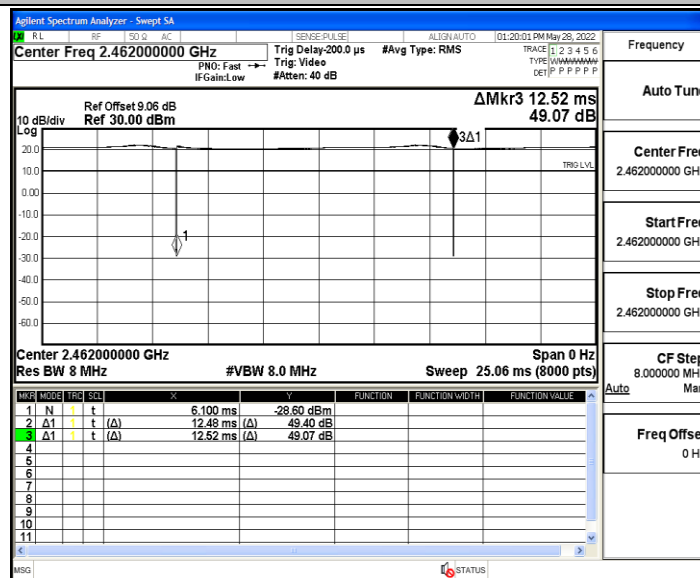 Agilent Spectrum Analyzer - Swept SA
RL RF 50 Ω AC SENSE:PULSE ALIGNAUTO 01:20:01 PM May 28, 2022
Center Freq 2.462000000 GHz
PNO: Fast
IFGain:Low
Trig Delay-200.0 µs
Trig: Video
#Atten: 40 dB
#Avg Type: RMS
TRACE 1 2 3 4 5 6
TYPE
DET P P P P P P
Frequency
Auto Tune
Center Freq
2.462000000 GH
Start Freq
2.462000000 GH
Stop Freq
2.462000000 GH
CF Step
8.000000 MH
Auto Man
Freq Offse
0 H
ΔMkr3 12.52 ms
49.07 dB
Ref Offset 9.06 dB
10 dB/div Ref 30.00 dBm
Log
20.0
10.0
0.00
-10.0
-20.0
-30.0
-40.0
-50.0
-60.0
3Δ1
TRIG LVL
1
Center 2.462000000 GHz Span 0 Hz
Res BW 8 MHz #VBW 8.0 MHz Sweep 25.06 ms (8000 pts)
MKR MODE TRC SCL X Y FUNCTION FUNCTION WIDTH FUNCTION VALUE
1 N 1 t 6.100 ms -28.60 dBm
2 Δ1 1 t (Δ) 12.48 ms (Δ) 49.40 dB
3 Δ1 1 t (Δ) 12.52 ms (Δ) 49.07 dB
4
5
6
7
8
9
10
11
MSG STATUS